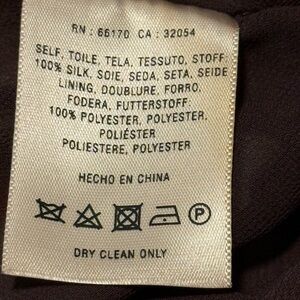 RN : 66170 CA : 32054
SELF, TOILE, TELA, TESSUTO, STOFF:
100% SILK, SOIE, SEDA, SETA, SEIDE
LINING, DOUBLURE, FORRO,
FODERA, FUTTERSTOFF:
100% POLYESTER, POLYESTER,
POLIÉSTER
POLIESTERE, POLYESTER
HECHO EN CHINA
P
DRY CLEAN ONLY